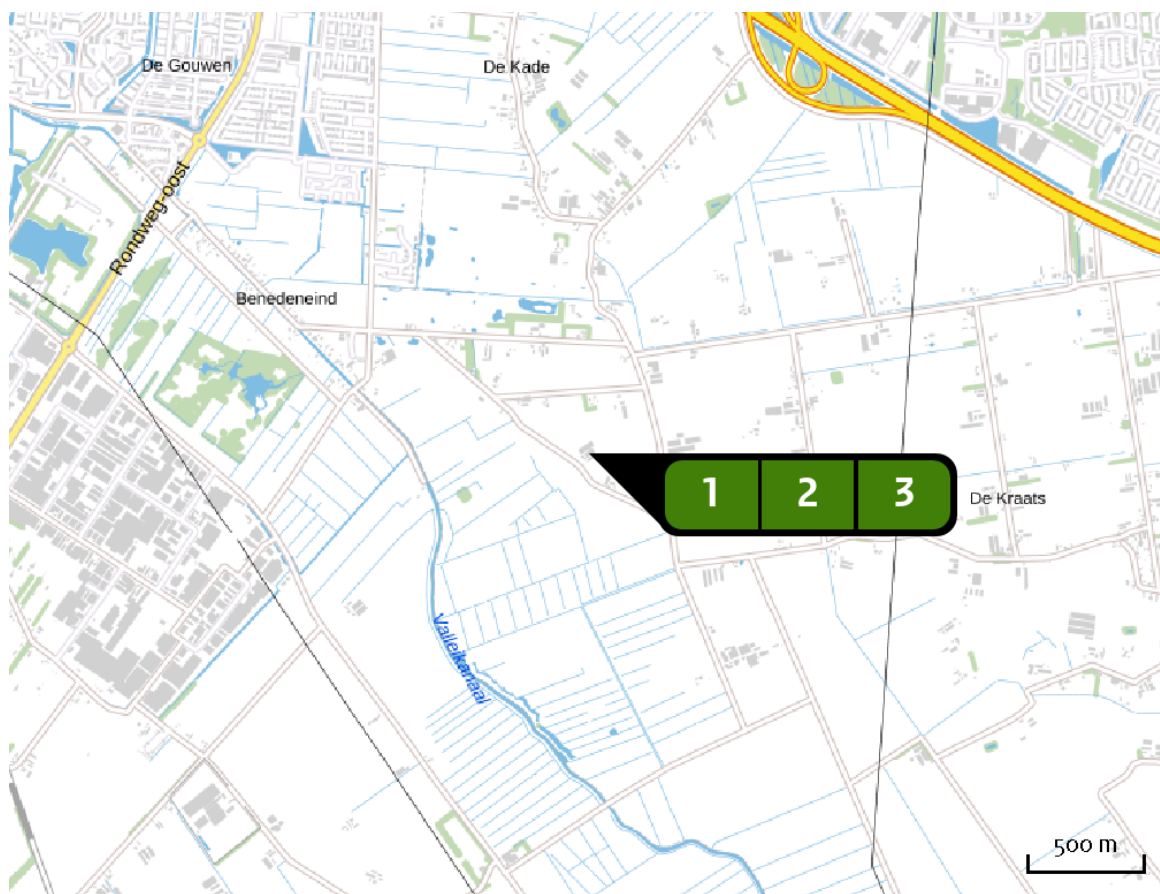 De Gouwen
De Kade
Rondweg-oost
Benedeneind
1 2 3
De Kraats
Valleikanaal
500 m